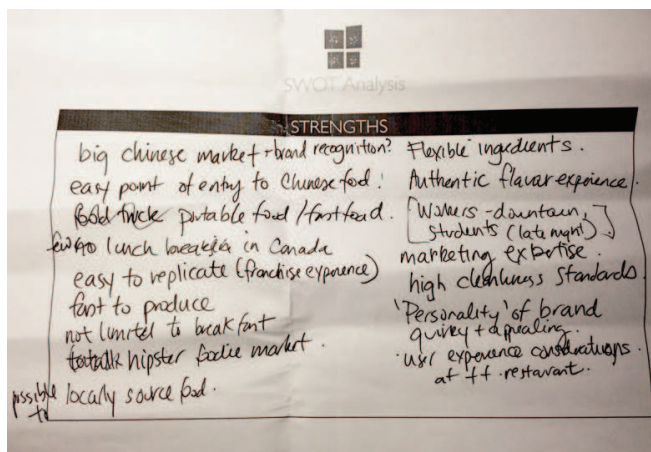 SWOT Analysis
STRENGTHS
big chinese market + brand recognition?
easy point of entry to Chinese food!
food truck portable food / fast food.
lunch breakfast in Canada
easy to replicate (franchise experience)
fast to produce
not limited to breakfast
hipster foodie market.
possible to locally source food.
Flexible ingredients.
Authentic flavour experience.
[Workers - downtown,
students (late night).]
marketing expertise.
high cleanliness standards.
'Personality' of brand
quirky + appealing.
user experience considerations
at ff restaurant.